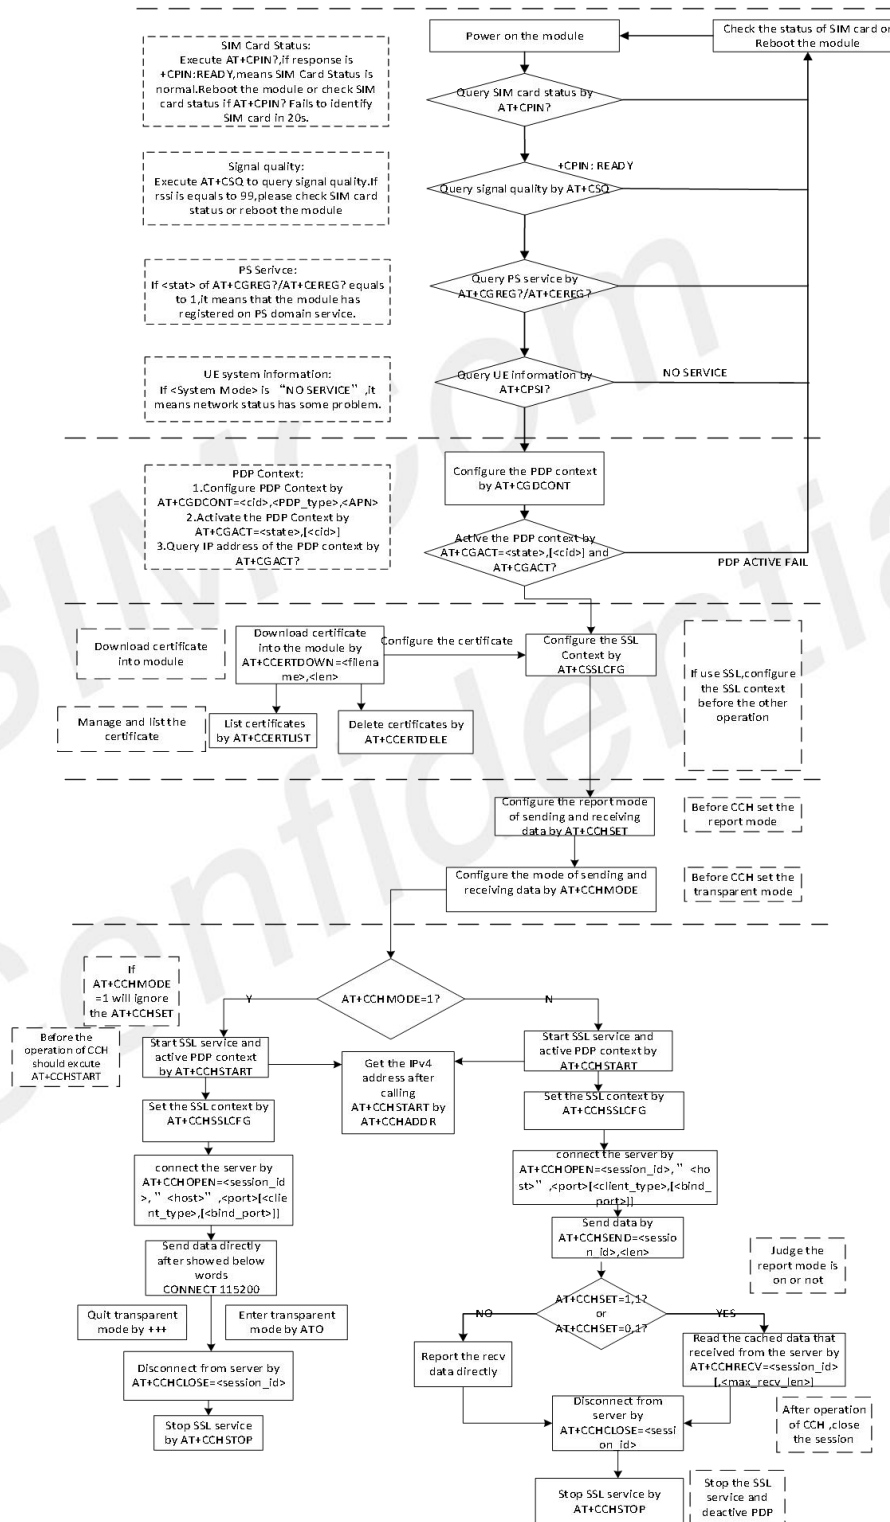 Power on the module
Check the status of SIM card or
Reboot the module
SIM Card Status:
Execute AT+CPIN?,if response is
+CPIN:READY,means SIM Card Status is
normal.Reboot the module or check SIM
card status if AT+CPIN? Fails to identify
SIM card in 20s.
Query SIM card status by
AT+CPIN?
+CPIN: READY
Signal quality:
Execute AT+CSQ to query signal quality.If
rssi is equals to 99,please check SIM card
status or reboot the module
Query signal quality by AT+CSQ
PS Serivce:
If <stat> of AT+CGREG?/AT+CEREG? equals
to 1,it means that the module has
registered on PS domain service.
Query PS service by
AT+CGREG?/AT+CEREG?
UE system information:
If <System Mode> is “NO SERVICE”,it
means network status has some problem.
Query UE information by
AT+CPSI?
NO SERVICE
PDP Context:
1.Configure PDP Context by
AT+CGDCONT=<cid>,<PDP_type>,<APN>
2.Activate the PDP Context by
AT+CGACT=<state>,[<cid>]
3.Query IP address of the PDP context by
AT+CGACT?
Configure the PDP context
by AT+CGDCONT
Active the PDP context by
AT+CGACT=<state>,[<cid>] and
AT+CGACT?
PDP ACTIVE FAIL
Download certificate
into module
Download certificate
into the module by
AT+CCERTDOWN=<filena
me>,<len>
Configure the certificate
Configure the SSL
Context by
AT+CSSLCFG
If use SSL,configure
the SSL context
before the other
operation
Manage and list the
certificate
List certificates
by AT+CCERTLIST
Delete certificates by
AT+CCERTDELE
Configure the report mode
of sending and receiving
data by AT+CCHSET
Before CCH set the
report mode
Configure the mode of sending and
receiving data by AT+CCHMODE
Before CCH set the
transparent mode
If
AT+CCHMODE
=1 will ignore
the AT+CCHSET
AT+CCHMODE=1?
Y
N
Before the
operation of CCH
should excute
AT+CCHSTART
Start SSL service and
active PDP context
by AT+CCHSTART
Get the IPv4
address after
calling
AT+CCHSTART by
AT+CCHADDR
Start SSL service and
active PDP context by
AT+CCHSTART
Set the SSL context by
AT+CCHSSLCFG
Set the SSL context by
AT+CCHSSLCFG
connect the server by
AT+CCHOPEN=<session_id
>,”<host>”,<port>[<clie
nt_type>,[<bind_port>]]
connect the server by
AT+CCHOPEN=<session_id>,”<ho
st>”,<port>[<client_type>,[<bind_
port>]]
Send data directly
after showed below
words
CONNECT 115200
Send data by
AT+CCHSEND=<sessio
n_id>,<len>
Judge the
report mode is
on or not
Quit transparent
mode by +++
Enter transparent
mode by ATO
AT+CCHSET=1,1?
or
AT+CCHSET=0,1?
NO
YES
Disconnect from server by
AT+CCHCLOSE=<session_id>
Report the recv
data directly
Read the cached data that
received from the server by
AT+CCHRECV=<session_id>
[,<max_recv_len>]
Stop SSL service
by AT+CCHSTOP
Disconnect from
server by
AT+CCHCLOSE=<sessi
on_id>
After operation
of CCH ,close
the session
Stop SSL service by
AT+CCHSTOP
Stop the SSL
service and
deactive PDP
SIMCom
Confidential